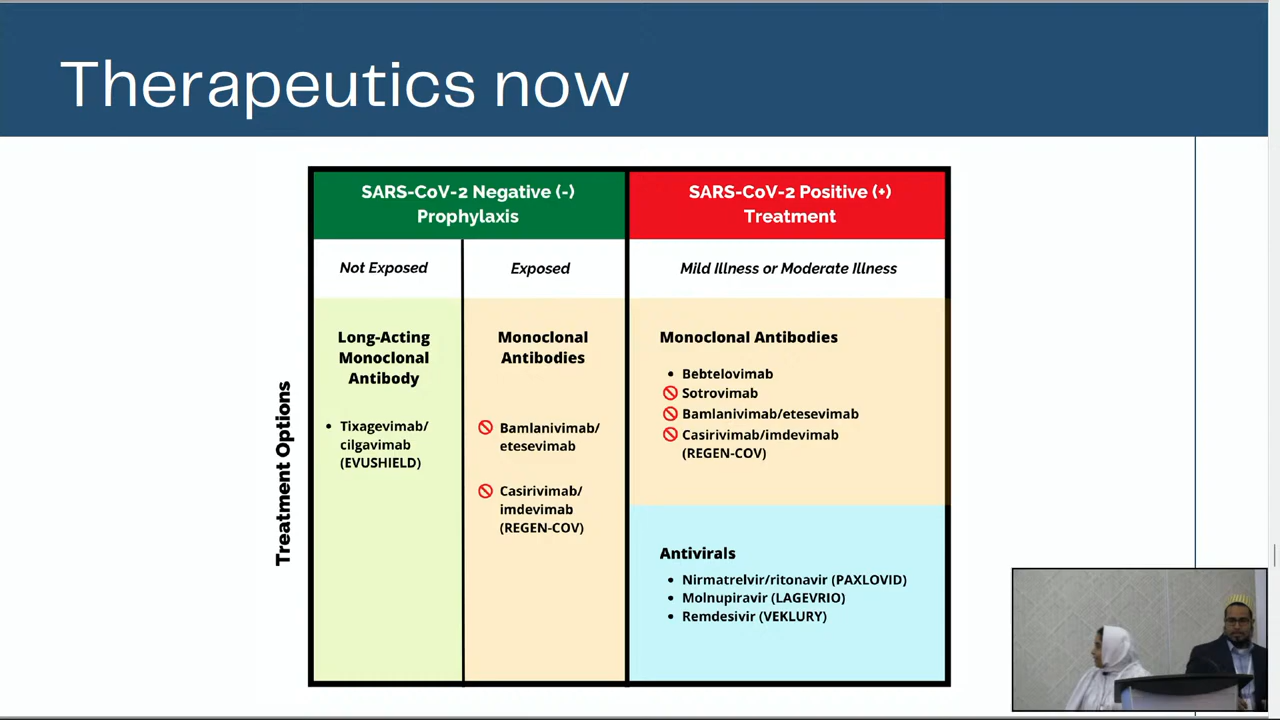 Therapeutics now
SARS-CoV-2 Negative (-)
Prophylaxis
SARS-CoV-2 Positive (+)
Treatment
Not Exposed
Exposed
Mild Illness or Moderate Illness
Treatment Options
Long-Acting
Monoclonal
Antibody
• Tixagevimab/
cilgavimab
(EVUSHIELD)
Monoclonal
Antibodies
Bamlanivimab/
etesevimab
Casirivimab/
imdevimab
(REGEN-COV)
Monoclonal Antibodies
• Bebtelovimab
Sotrovimab
Bamlanivimab/etesevimab
Casirivimab/imdevimab
(REGEN-COV)
Antivirals
• Nirmatrelvir/ritonavir (PAXLOVID)
• Molnupiravir (LAGEVRIO)
• Remdesivir (VEKLURY)